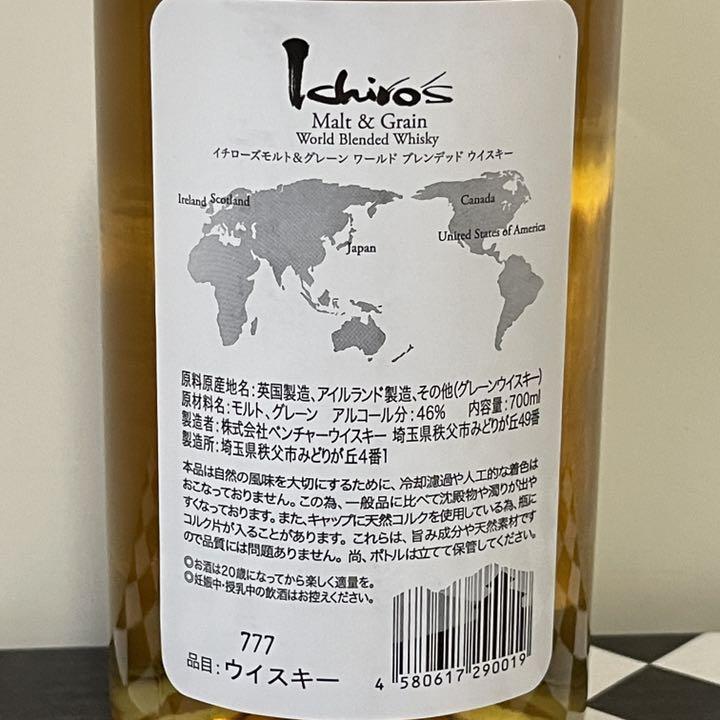 Ichiro's
Malt & Grain
World Blended Whisky
イチローズモルト&グレーン ワールド ブレンデッド ウイスキー
Ireland Scotland
Canada
Japan
United States of America
原料原産地名:英国製造、アイルランド製造、その他(グレーンウイスキー)
原材料名:モルト、グレーン アルコール分:46% 内容量:700ml
製造者:株式会社ベンチャーウイスキー 埼玉県秩父市みどりが丘49番
製造所:埼玉県秩父市みどりが丘4番1
本品は自然の風味を大切にするために、冷却濾過や人工的な着色は
おこなっておりません。この為、一般品に比べて沈殿物や濁りが出や
すくなっております。また、キャップに天然コルクを使用している為、瓶に
コルク片が入ることがあります。これらは、旨み成分や天然素材です
ので品質には問題ありません。尚、ボトルは立てて保管してください。
◎お酒は20歳になってから楽しく適量を。
◎妊娠中・授乳中の飲酒はお控えください。
777
品目:ウイスキー
4 580617 290019